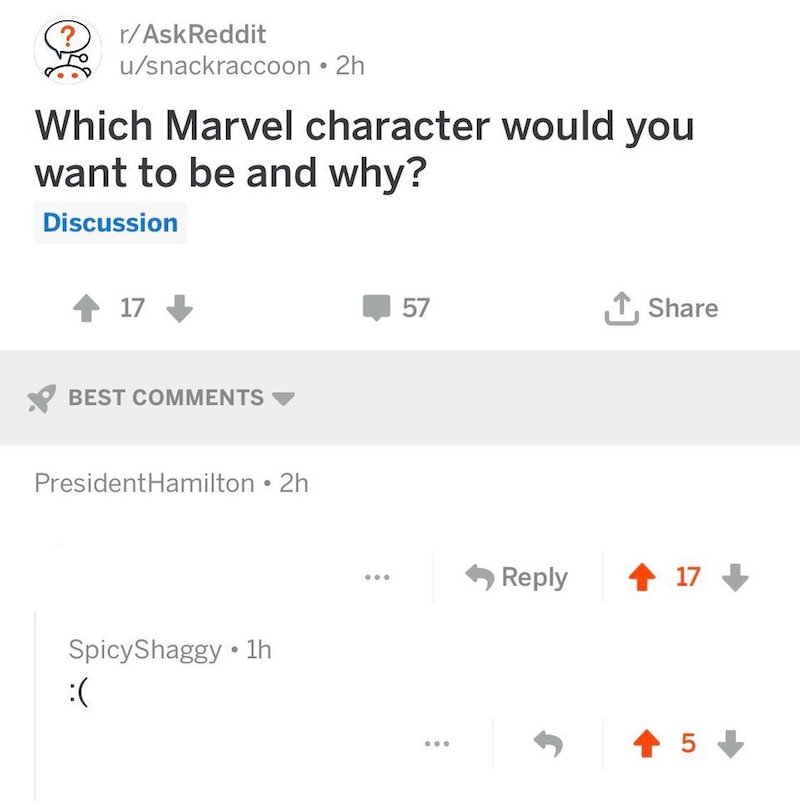 r/AskReddit
u/snackraccoon • 2h
Which Marvel character would you
want to be and why?
Discussion
17
57
Share
BEST COMMENTS
PresidentHamilton • 2h
... Reply 17
SpicyShaggy • 1h
:(
... 5